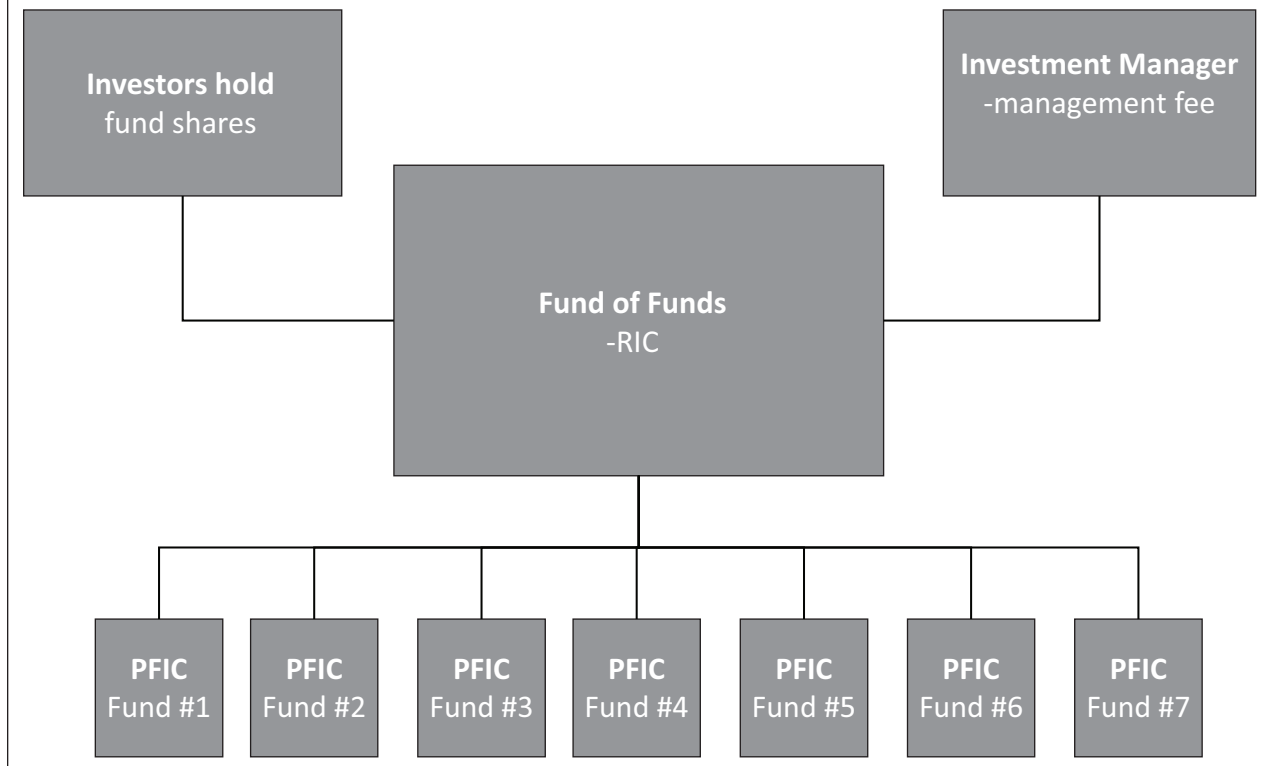 Investors hold
fund shares
Investment Manager
-management fee
Fund of Funds
-RIC
PFIC
Fund #1
PFIC
Fund #2
PFIC
Fund #3
PFIC
Fund #4
PFIC
Fund #5
PFIC
Fund #6
PFIC
Fund #7